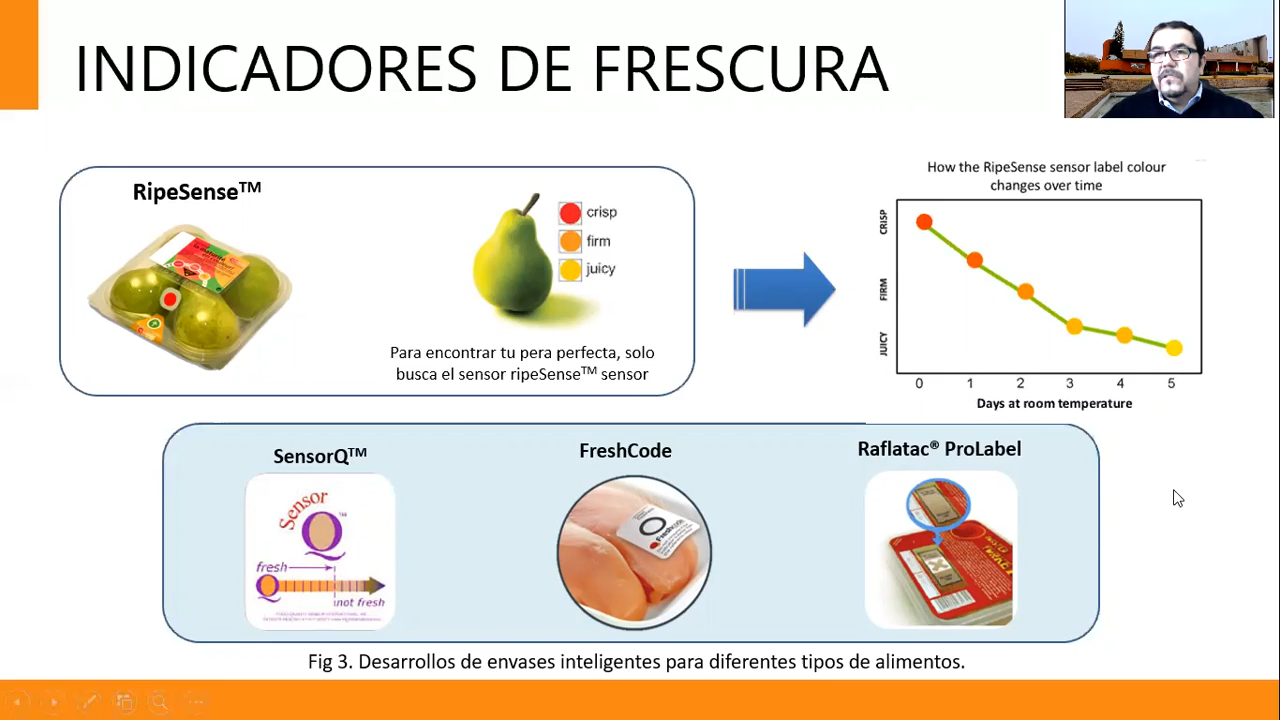 INDICADORES DE FRESCURA
RipeSense™
crisp
firm
juicy
Para encontrar tu pera perfecta, solo
busca el sensor ripeSense™ sensor
How the RipeSense sensor label colour
changes over time
CRISP
FIRM
JUICY
0 1 2 3 4 5
Days at room temperature
SensorQ™
Sensor
Q™
fresh
Q
not fresh
FreshCode
Freshcode
Raflatac® ProLabel
Fig 3. Desarrollos de envases inteligentes para diferentes tipos de alimentos.